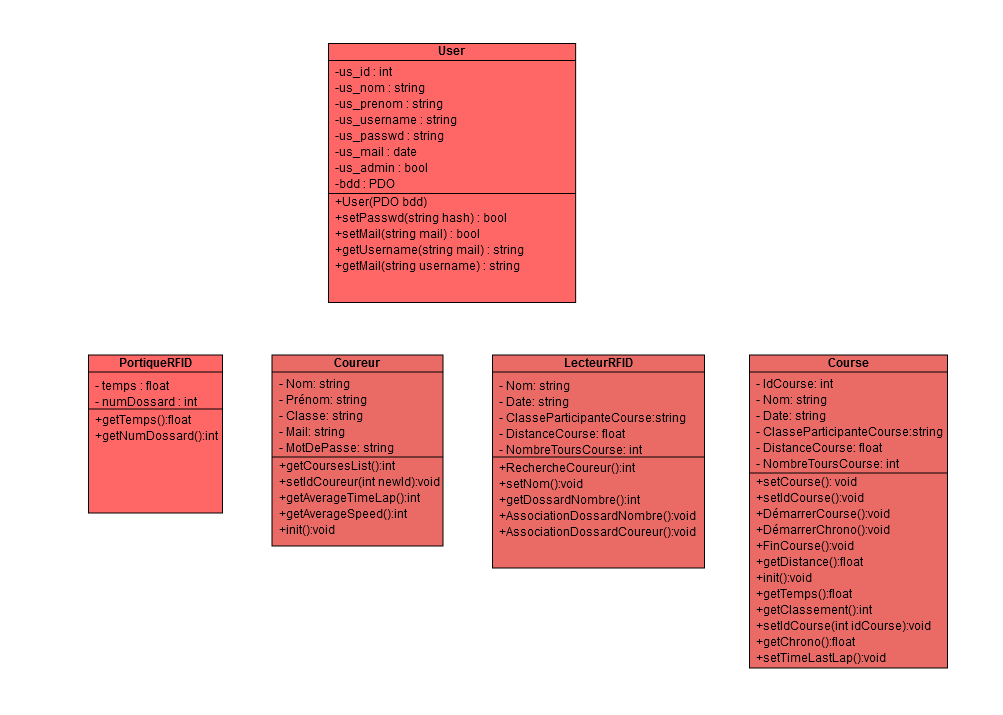 User
-us_id : int
-us_nom : string
-us_prenom : string
-us_username : string
-us_passwd : string
-us_mail : date
-us_admin : bool
-bdd : PDO
+User(PDO bdd)
+setPasswd(string hash) : bool
+setMail(string mail) : bool
+getUsername(string mail) : string
+getMail(string username) : string
PortiqueRFID
- temps : float
- numDossard : int
+getTemps():float
+getNumDossard():int
Coureur
- Nom: string
- Prénom: string
- Classe: string
- Mail: string
- MotDePasse: string
+getCoursesList():int
+setIdCoureur(int newId):void
+getAverageTimeLap():int
+getAverageSpeed():int
+init():void
LecteurRFID
- Nom: string
- Date: string
- ClasseParticipanteCourse:string
- DistanceCourse: float
- NombreToursCourse: int
+RechercheCoureur():int
+setNom():void
+getDossardNombre():int
+AssociationDossardNombre():void
+AssociationDossardCoureur():void
Course
- IdCourse: int
- Nom: string
- Date: string
- ClasseParticipanteCourse:string
- DistanceCourse: float
- NombreToursCourse: int
+setCourse(): void
+setIdCourse():void
+DémarrerCourse():void
+DémarrerChrono():void
+FinCourse():void
+getDistance():float
+init():void
+getTemps():float
+getClassement():int
+setIdCourse(int idCourse):void
+getChrono():float
+setTimeLastLap():void